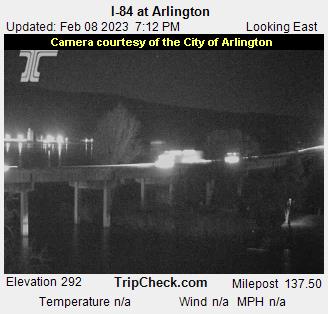 I-84 at Arlington
Updated: Feb 08 2023 7:12 PM Looking East
Camera courtesy of the City of Arlington
Elevation 292 TripCheck.com Milepost 137.50
Temperature n/a Wind n/a MPH n/a